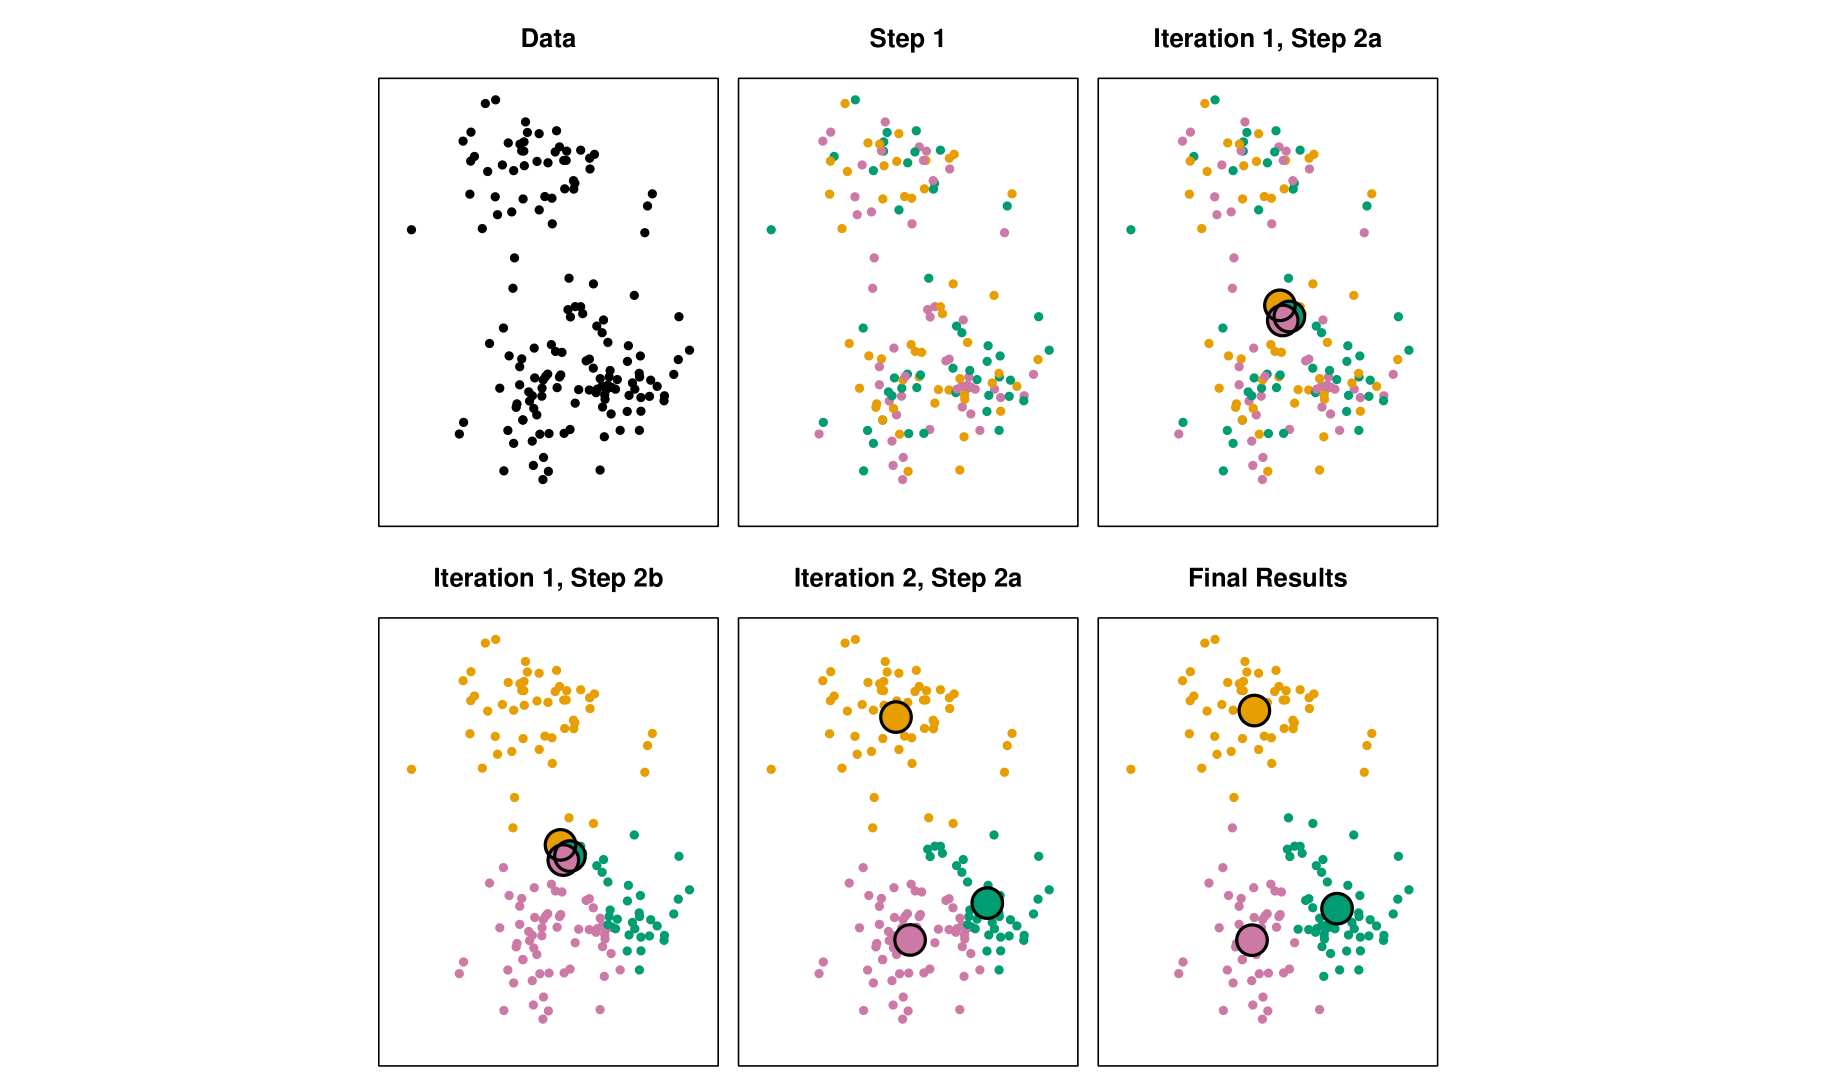 Data
Step 1
Iteration 1, Step 2a
Iteration 1, Step 2b
Iteration 2, Step 2a
Final Results